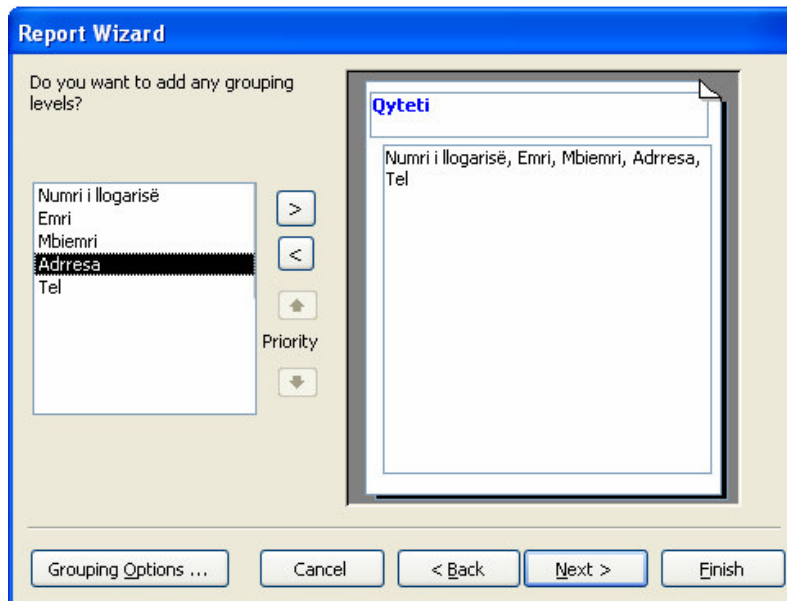 Report Wizard
Do you want to add any grouping
levels?
Numri i llogarisë
Emri
Mbiemri
Adrresa
Tel
>
<
Priority
Qyteti
Numri i llogarisë, Emri, Mbiemri, Adrresa,
Tel
Grouping Options ...
Cancel
< Back
Next >
Finish